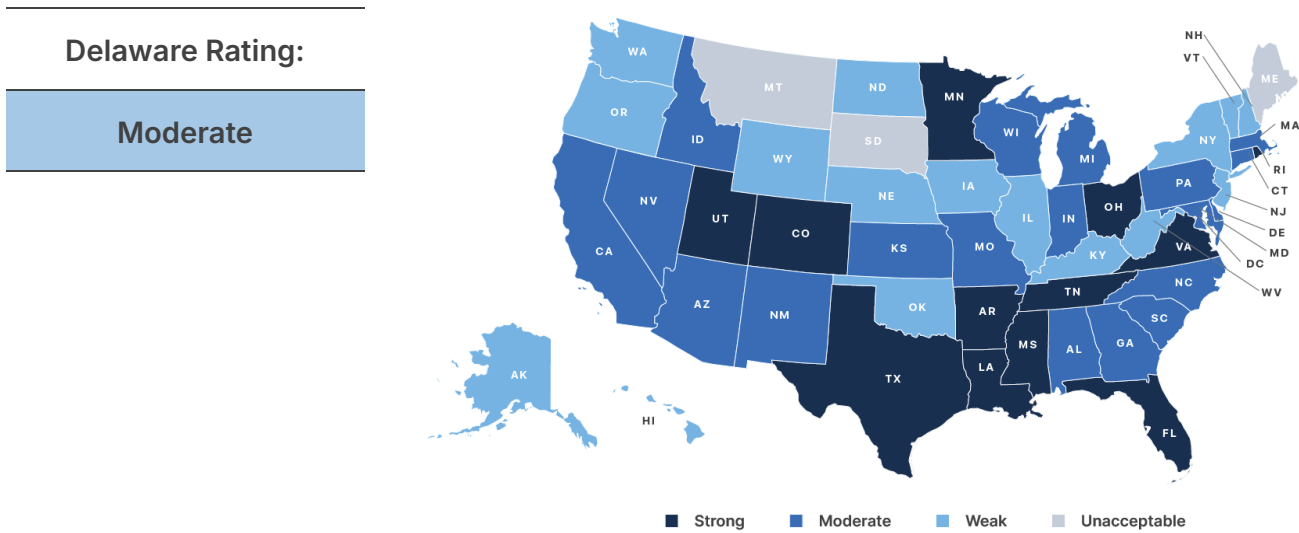 Delaware Rating:
Moderate
NH
VT
WA
MT
ND
MN
ME
OR
ID
SD
WI
MI
NY
MA
WY
IA
RI
NE
PA
CT
NV
UT
CO
IL
IN
OH
NJ
CA
KS
MO
KY
VA
DE
MD
DC
WV
AZ
NM
OK
AR
TN
NC
SC
MS
AL
GA
TX
LA
AK
HI
FL
Strong
Moderate
Weak
Unacceptable